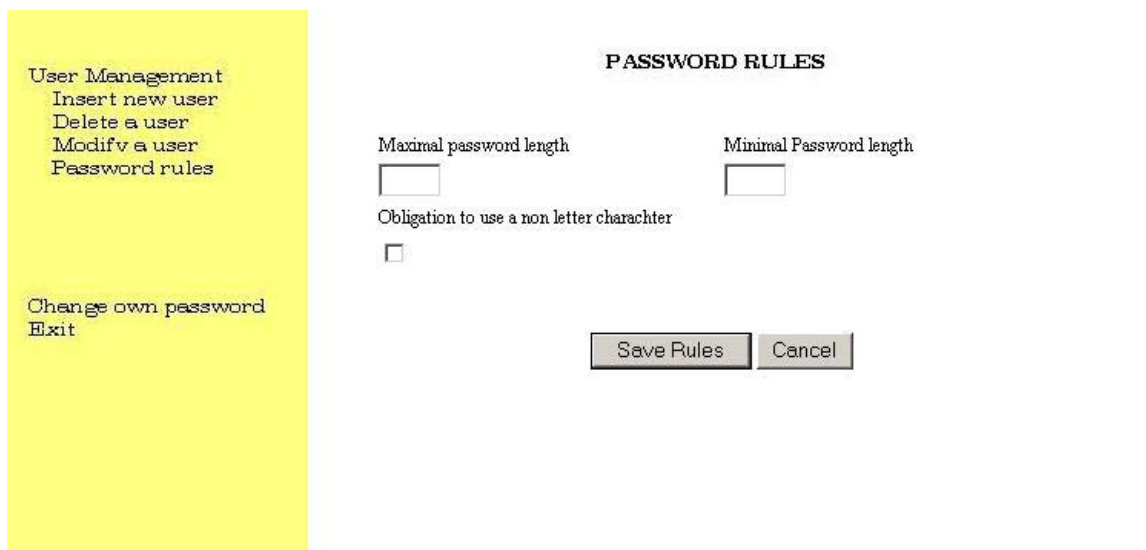 User Management
Insert new user
Delete a user
Modify a user
Password rules
Change own password
Exit
PASSWORD RULES
Maximal password length
Minimal Password length
Obligation to use a non letter charachter
Save Rules
Cancel